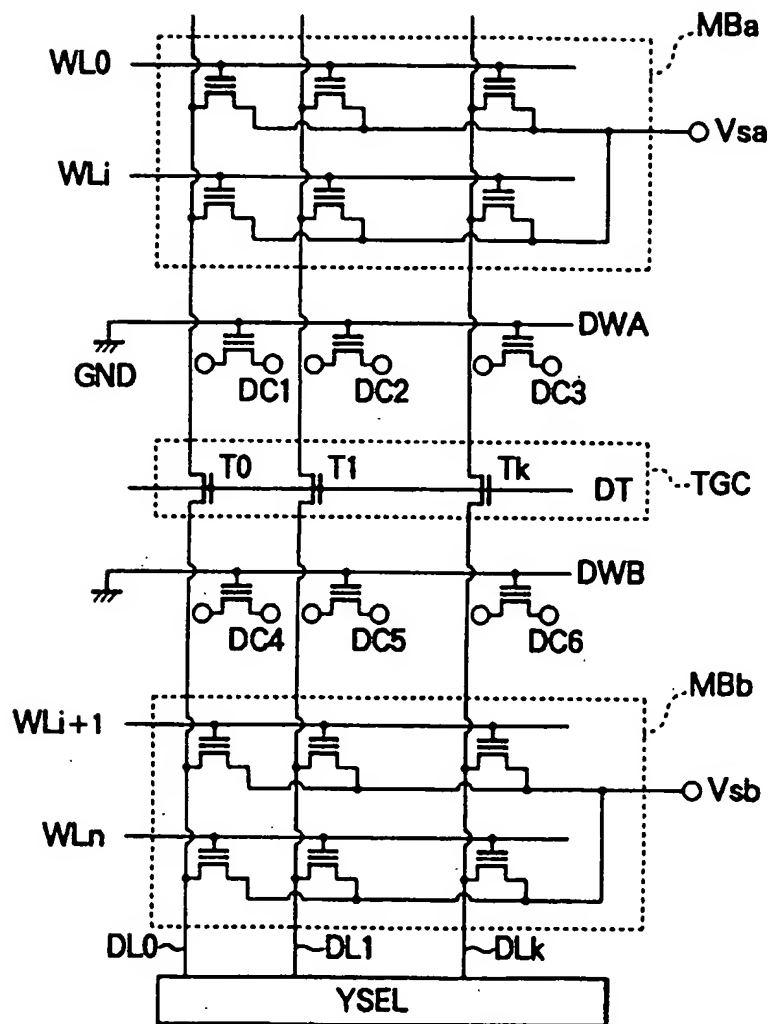 MBa
WL0
Vsa
WLi
DWA
GND
DC1 DC2 DC3
T0 T1 Tk
DT
TGC
DWB
DC4 DC5 DC6
MBb
WLi+1
Vsb
WLn
DL0 DL1 DLk
YSEL